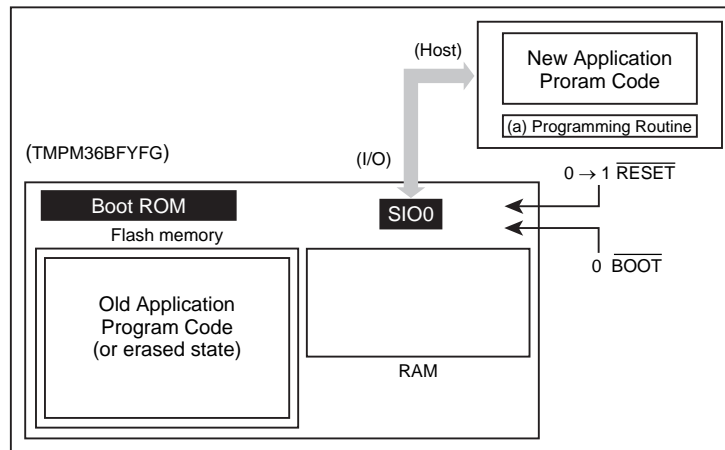 (Host)
New Application
Proram Code
(a) Programming Routine
(TMPM36BFYFG)
(I/O)
0 → 1 RESET
Boot ROM
SIO0
Flash memory
0 BOOT
Old Application
Program Code
(or erased state)
RAM